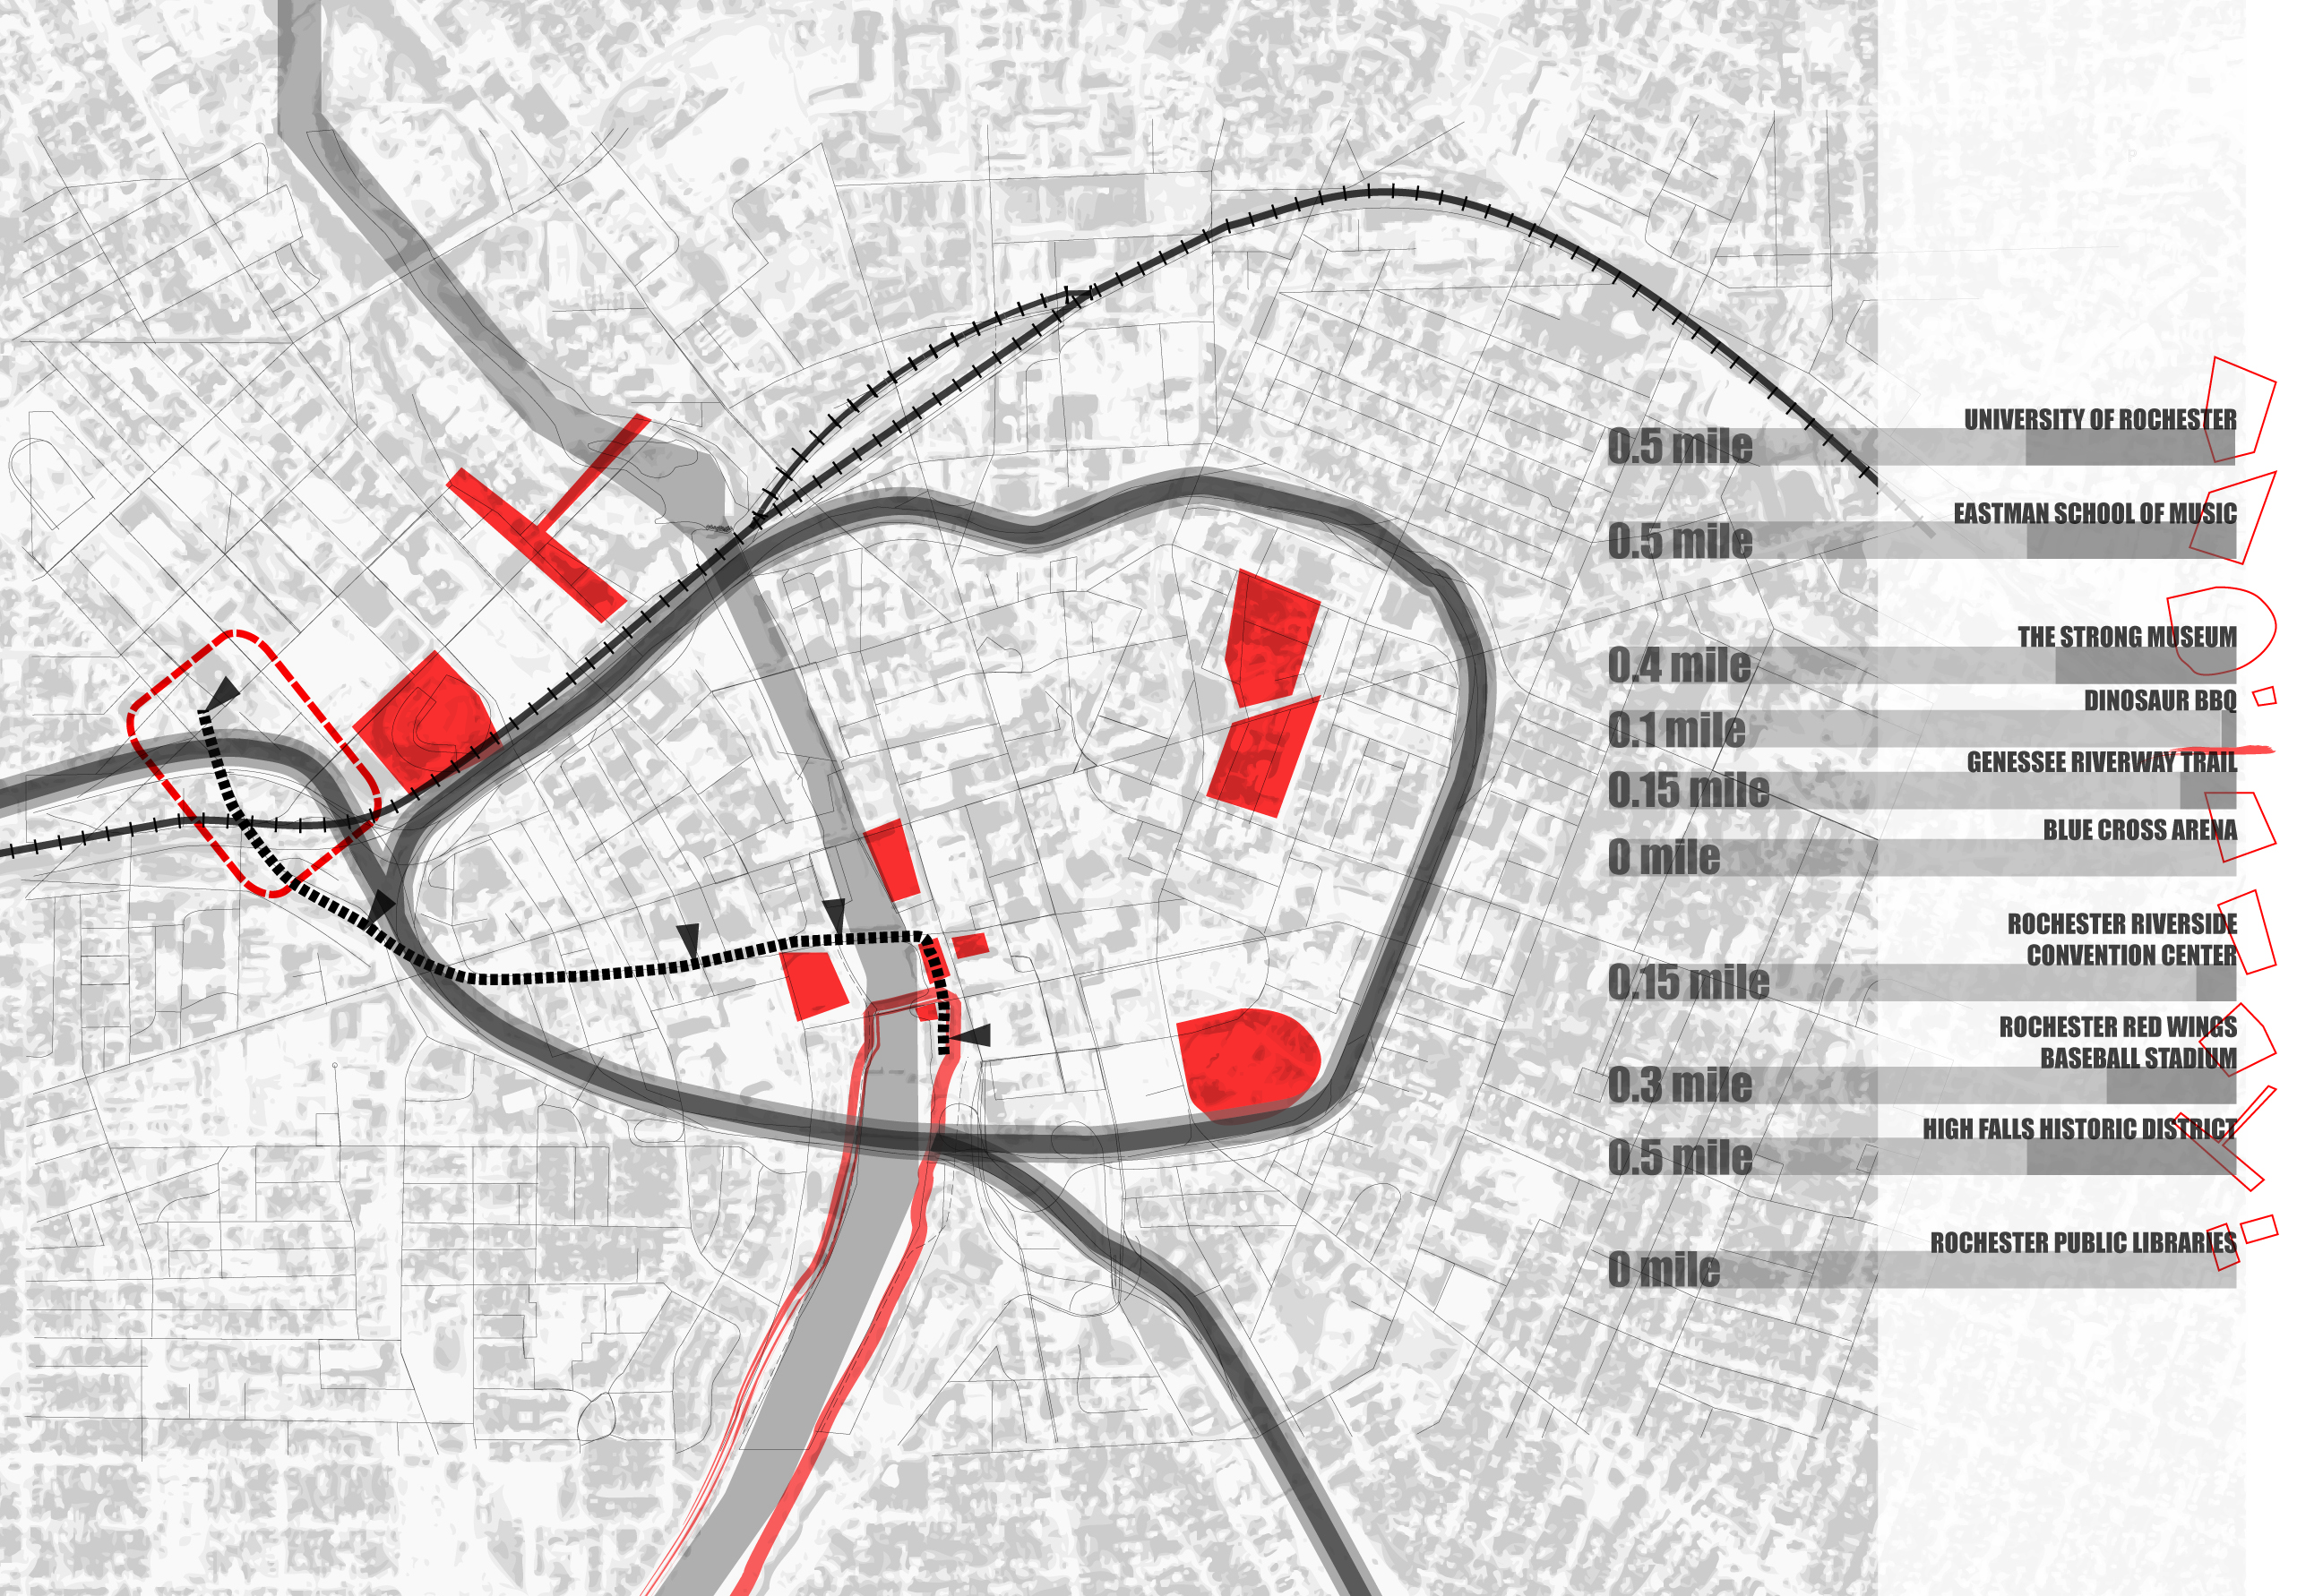 UNIVERSITY OF ROCHESTER
0.5 mile
EASTMAN SCHOOL OF MUSIC
0.5 mile
THE STRONG MUSEUM
0.4 mile
DINOSAUR BBQ
0.1 mile
GENESSEE RIVERWAY TRAIL
0.15 mile
BLUE CROSS ARENA
0 mile
ROCHESTER RIVERSIDE
CONVENTION CENTER
0.15 mile
ROCHESTER RED WINGS
BASEBALL STADIUM
0.3 mile
HIGH FALLS HISTORIC DISTRICT
0.5 mile
ROCHESTER PUBLIC LIBRARIES
0 mile